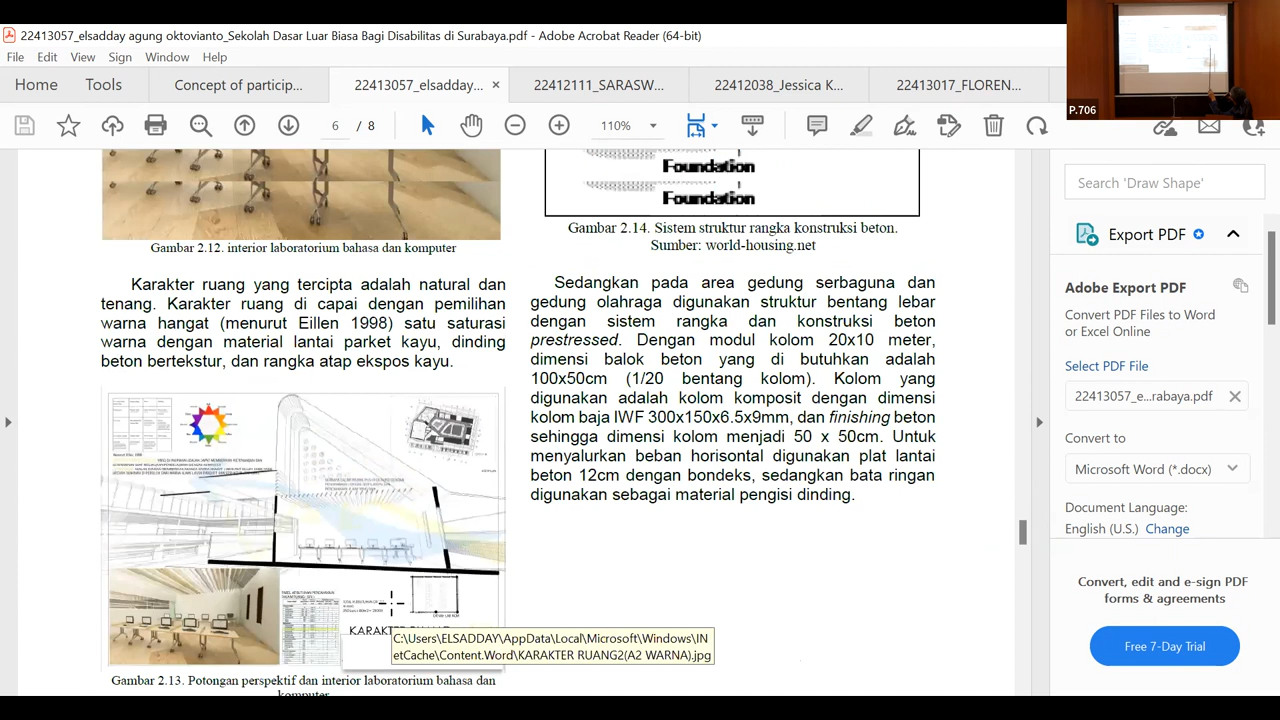 22413057_elsadday agung oktovianto_Sekolah Dasar Luar Biasa Bagi Disabilitas di Surabaya.pdf - Adobe Acrobat Reader (64-bit)
File Edit View Sign Window Help
Home Tools Concept of particip... 22413057_elsadday... × 22412111_SARASW... 22412038_Jessica K... 22413017_FLOREN...
P.706
6 / 8 110%
Foundation
Foundation
Gambar 2.12. interior laboratorium bahasa dan komputer
Karakter ruang yang tercipta adalah natural dan
tenang. Karakter ruang di capai dengan pemilihan
warna hangat (menurut Eillen 1998) satu saturasi
warna dengan material lantai parket kayu, dinding
beton bertekstur, dan rangka atap ekspos kayu.
KARAKTER
C:\Users\ELSADDAY\AppData\Local\Microsoft\Windows\IN
etCache\Content.Word\KARAKTER RUANG2(A2 WARNA).jpg
Gambar 2.13. Potongan perspektif dan interior laboratorium bahasa dan
komputer
Gambar 2.14. Sistem struktur rangka konstruksi beton.
Sumber: world-housing.net
Sedangkan pada area gedung serbaguna dan
gedung olahraga digunakan struktur bentang lebar
dengan sistem rangka dan konstruksi beton
prestressed. Dengan modul kolom 20x10 meter,
dimensi balok beton yang di butuhkan adalah
100x50cm (1/20 bentang kolom). Kolom yang
digunakan adalah kolom komposit dengan dimensi
kolom baja IWF 300x150x6.5x9mm, dan finishing beton
sehingga dimensi kolom menjadi 50 x 50cm. Untuk
menyalurkan beban horisontal digunakan plat lantai
beton 12cm dengan bondeks, sedangkan bata ringan
digunakan sebagai material pengisi dinding.
Search 'Draw Shape'
Export PDF
Adobe Export PDF
Convert PDF Files to Word
or Excel Online
Select PDF File
22413057_e...rabaya.pdf
Convert to
Microsoft Word (*.docx)
Document Language:
English (U.S.) Change
Convert, edit and e-sign PDF
forms & agreements
Free 7-Day Trial